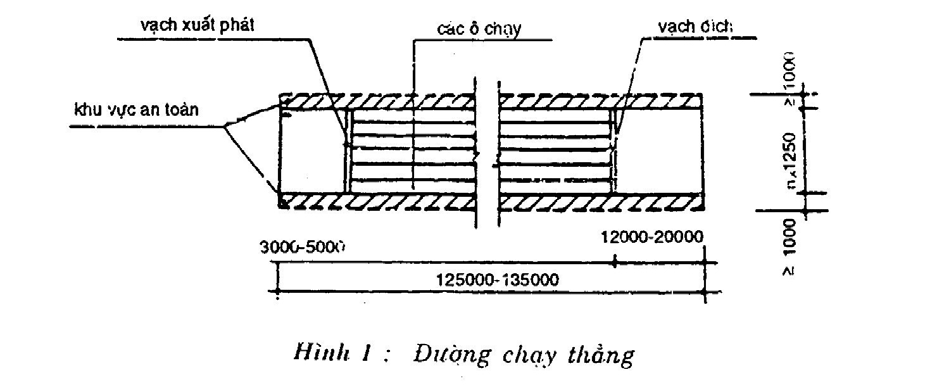 vạch xuất phát
các ô chạy
vạch đích
khu vực an toàn
≥ 1000
n x 1250
≥ 1000
3000-5000
12000-20000
125000-135000
Hình 1 : Đường chạy thẳng